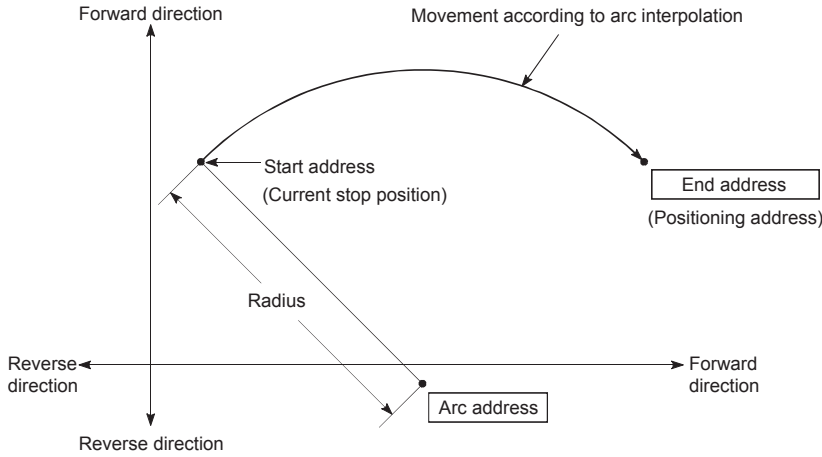 Forward direction
Movement according to arc interpolation
Start address
(Current stop position)
End address
(Positioning address)
Radius
Reverse
direction
Forward
direction
Arc address
Reverse direction